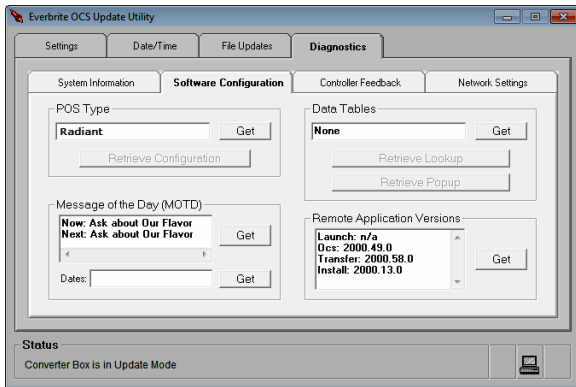 Everbrite OCS Update Utility
Settings
Date/Time
File Updates
Diagnostics
System Information
Software Configuration
Controller Feedback
Network Settings
POS Type
Radiant
Get
Retrieve Configuration
Data Tables
None
Get
Retrieve Lookup
Retrieve Popup
Message of the Day (MOTD)
Now: Ask about Our Flavor
Next: Ask about Our Flavor
Get
Dates:
Get
Remote Application Versions
Launch: n/a
Ocs: 2000.49.0
Transfer: 2000.58.0
Install: 2000.13.0
Get
Status
Converter Box is in Update Mode